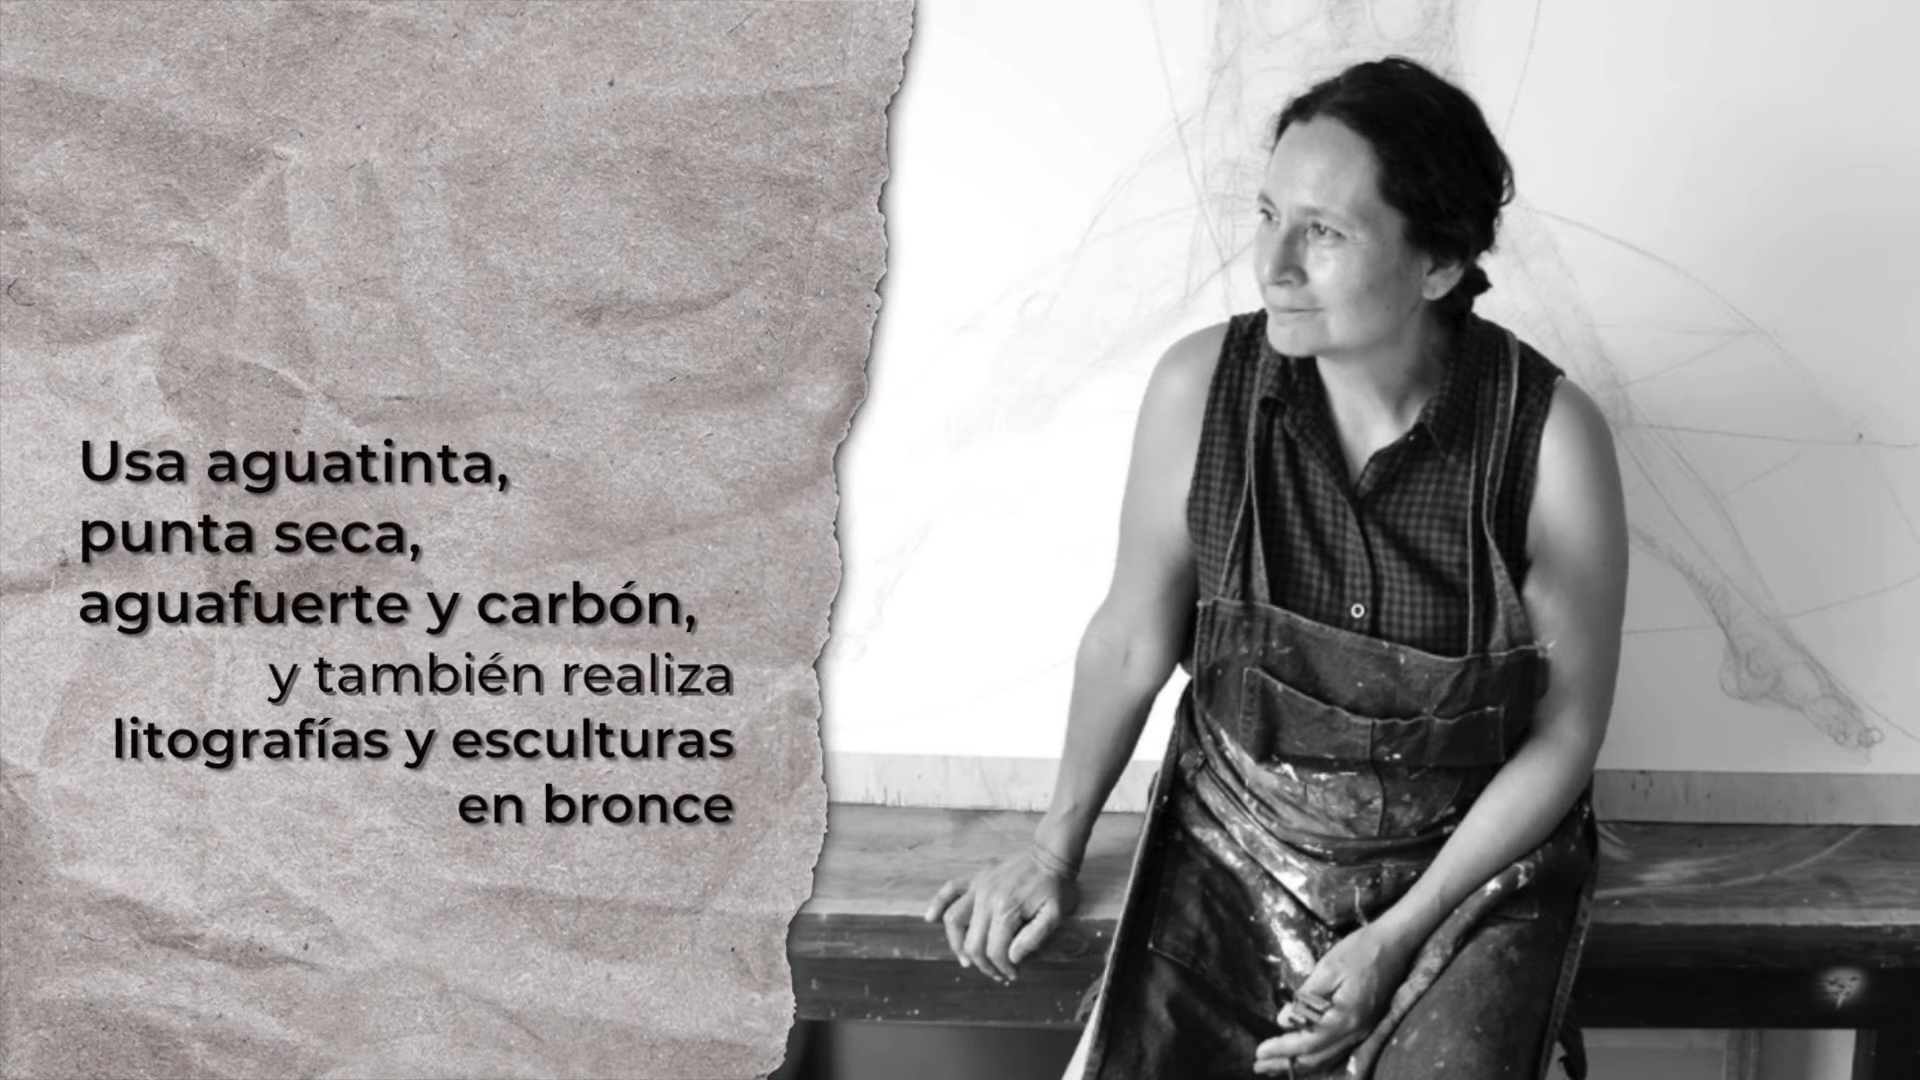 Usa aguatinta,
punta seca,
aguafuerte y carbón,
y también realiza
litografías y esculturas
en bronce